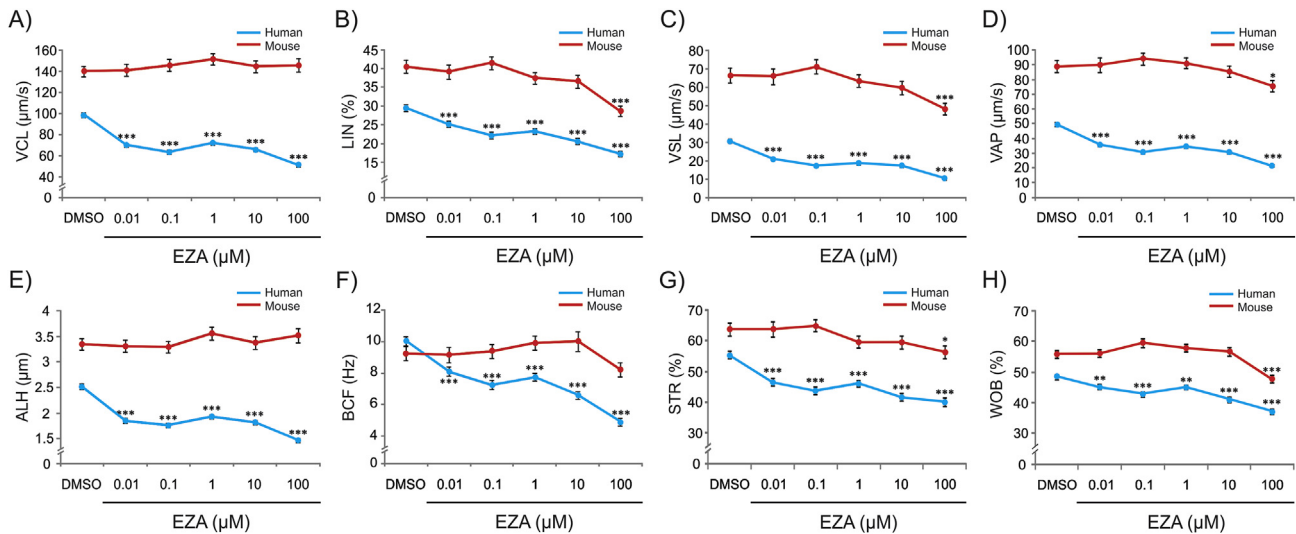 A)
Human
Mouse
VCL (µm/s)
160
140
120
100
80
60
40
0
***
***
***
***
***
DMSO 0.01 0.1 1 10 100
EZA (µM)
B)
Human
Mouse
LIN (%)
45
40
35
30
25
20
15
0
***
***
***
***
***
***
DMSO 0.01 0.1 1 10 100
EZA (µM)
C)
Human
Mouse
VSL (µm/s)
80
70
60
50
40
30
20
10
0
***
***
***
***
***
***
DMSO 0.01 0.1 1 10 100
EZA (µM)
D)
Human
Mouse
VAP (µm/s)
100
90
80
70
60
50
40
30
20
10
0
*
***
***
***
***
***
DMSO 0.01 0.1 1 10 100
EZA (µM)
E)
Human
Mouse
ALH (µm)
4
3.5
3
2.5
2
1.5
0
***
***
***
***
***
DMSO 0.01 0.1 1 10 100
EZA (µM)
F)
Human
Mouse
BCF (Hz)
12
10
8
6
4
0
***
***
***
***
***
DMSO 0.01 0.1 1 10 100
EZA (µM)
G)
Human
Mouse
STR (%)
70
60
50
40
30
0
*
***
***
***
***
***
DMSO 0.01 0.1 1 10 100
EZA (µM)
H)
Human
Mouse
WOB (%)
70
60
50
40
30
0
***
**
***
**
***
***
DMSO 0.01 0.1 1 10 100
EZA (µM)